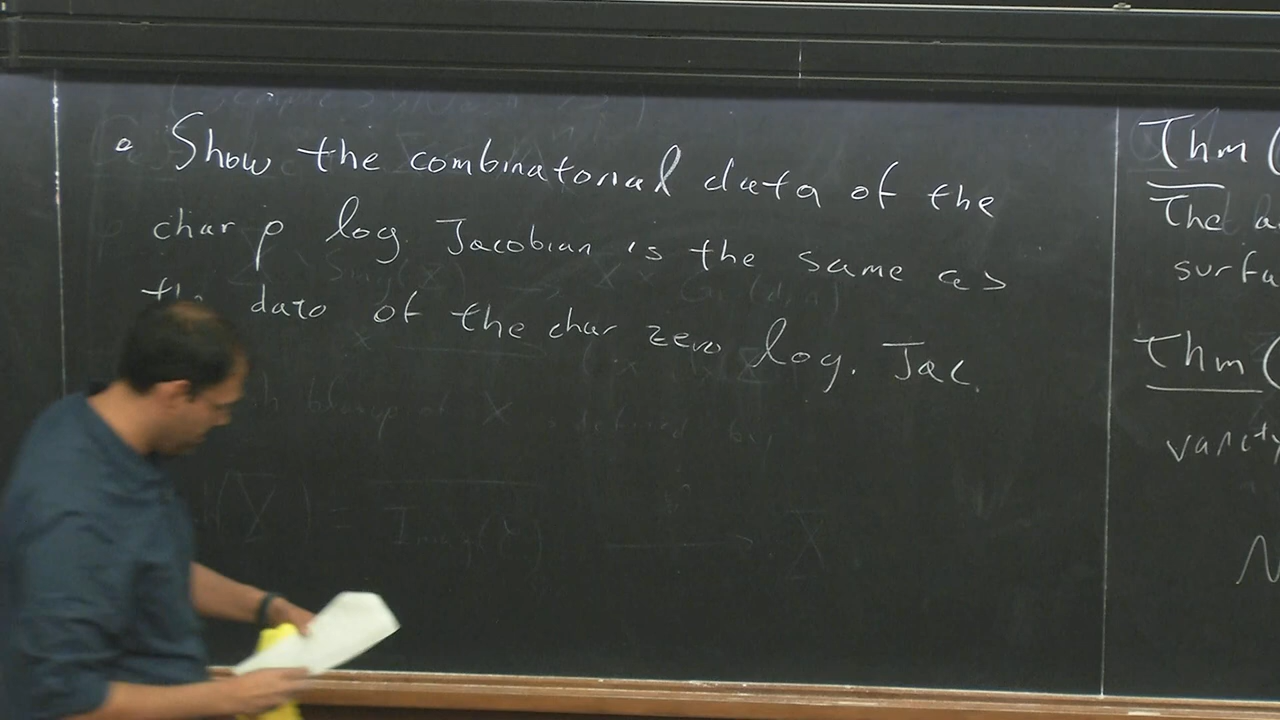 • Show the combinatorial data of the
char p log. Jacobian is the same as
the data of the char zero log. Jac.
Thm (
The
surfa
Thm (
variety
N